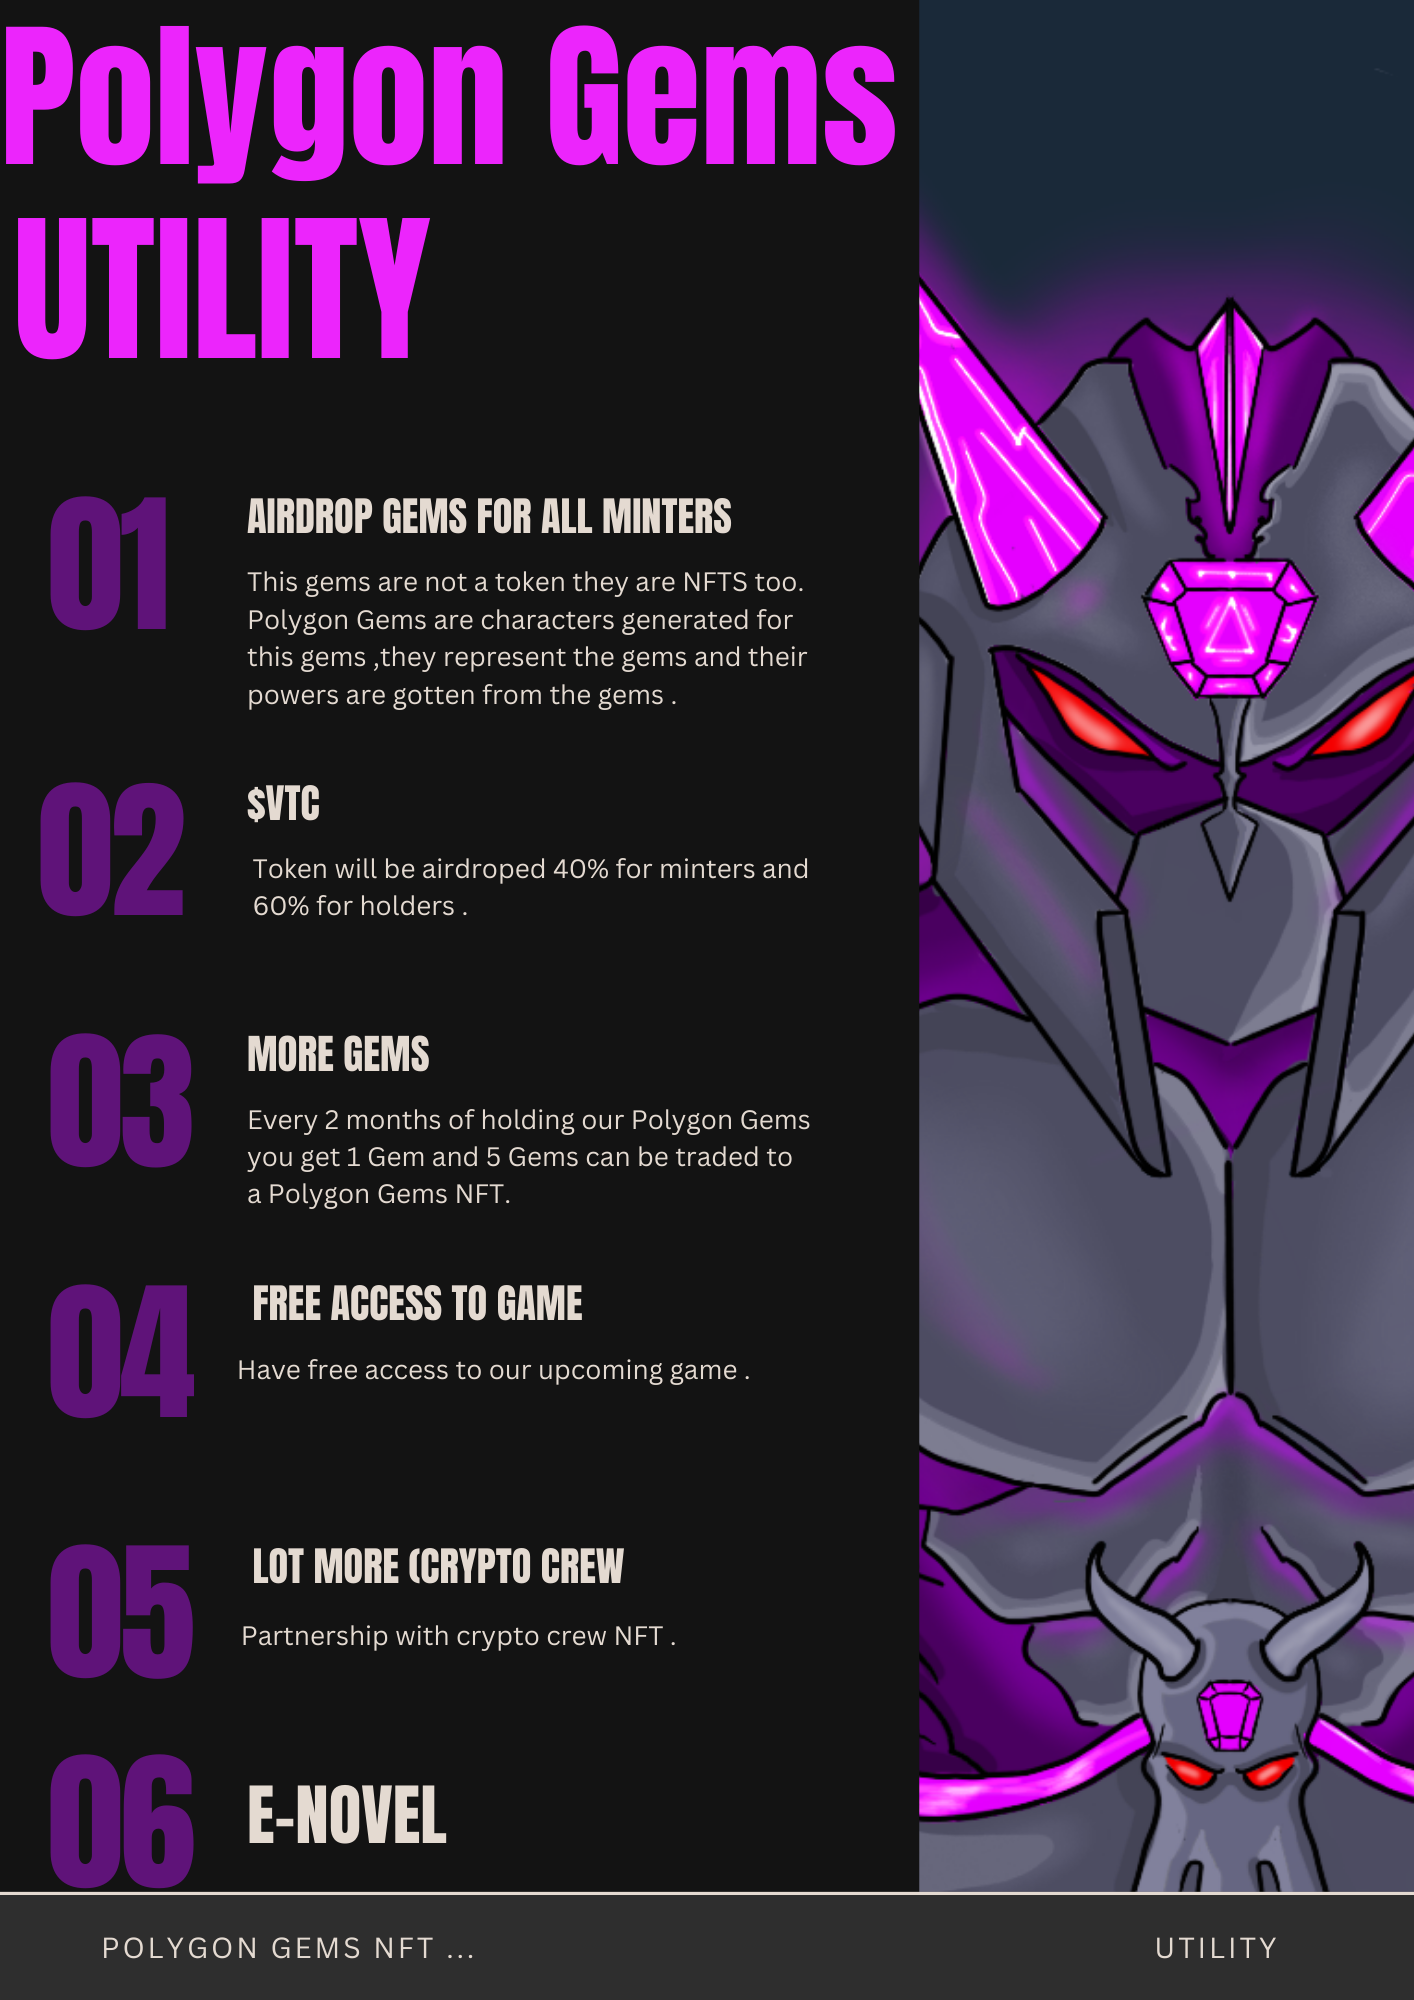 Polygon Gems
UTILITY
01
AIRDROP GEMS FOR ALL MINTERS
This gems are not a token they are NFTS too.
Polygon Gems are characters generated for
this gems ,they represent the gems and their
powers are gotten from the gems .
02
$VTC
Token will be airdroped 40% for minters and
60% for holders .
03
MORE GEMS
Every 2 months of holding our Polygon Gems
you get 1 Gem and 5 Gems can be traded to
a Polygon Gems NFT.
04
FREE ACCESS TO GAME
Have free access to our upcoming game .
05
LOT MORE (CRYPTO CREW
Partnership with crypto crew NFT .
06
E-NOVEL
POLYGON GEMS NFT ...
UTILITY